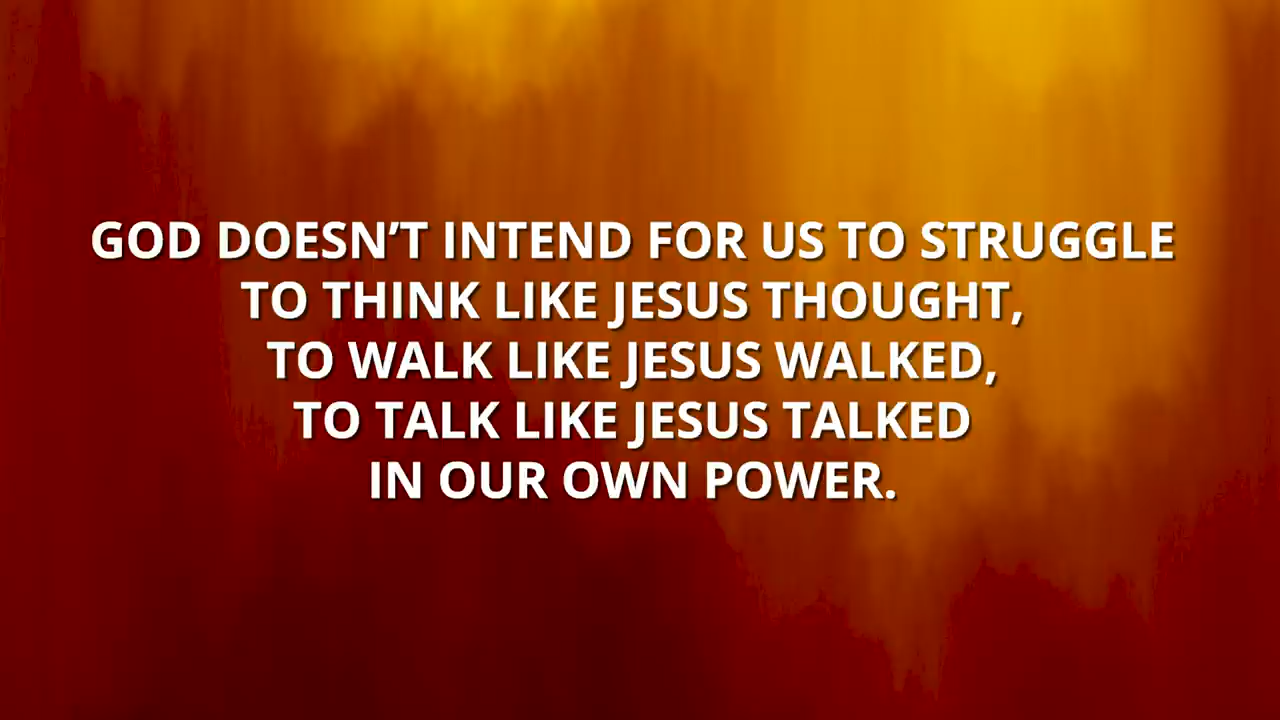 GOD DOESN’T INTEND FOR US TO STRUGGLE
TO THINK LIKE JESUS THOUGHT,
TO WALK LIKE JESUS WALKED,
TO TALK LIKE JESUS TALKED
IN OUR OWN POWER.